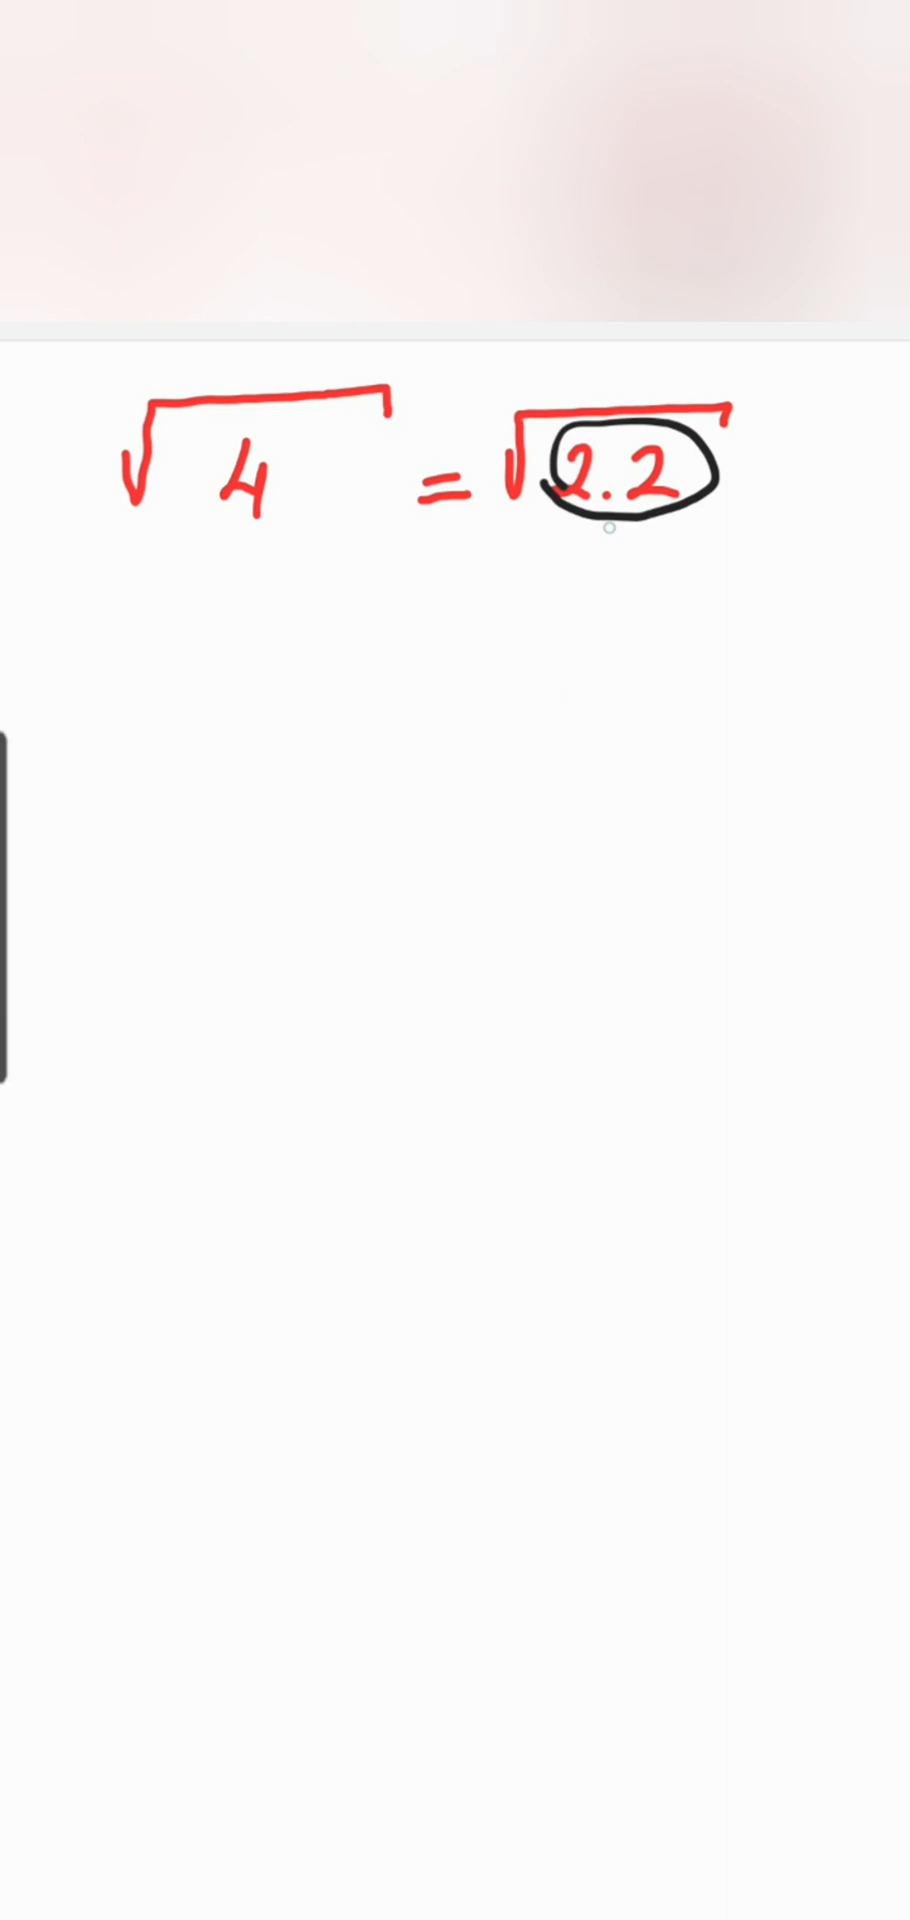 √4 = √2.2